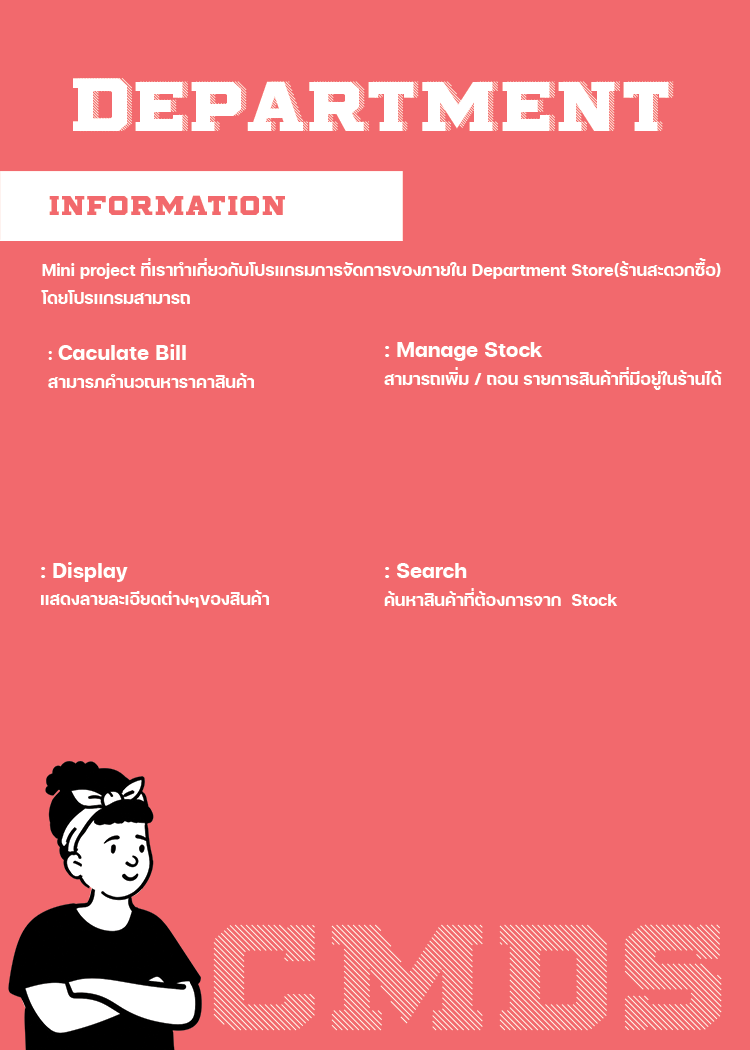 DEPARTMENT
INFORMATION
Mini project ที่เราทำเกี่ยวกับโปรแกรมการจัดการของภายใน Department Store(ร้านสะดวกซื้อ)
โดยโปรแกรมสามารถ
: Caculate Bill
สามารภคำนวณหาราคาสินค้า
: Manage Stock
สามารถเพิ่ม / ถอน รายการสินค้าที่มีอยู่ในร้านได้
: Display
แสดงลายละเอียดต่างๆของสินค้า
: Search
ค้นหาสินค้าที่ต้องการจาก Stock
CMDS